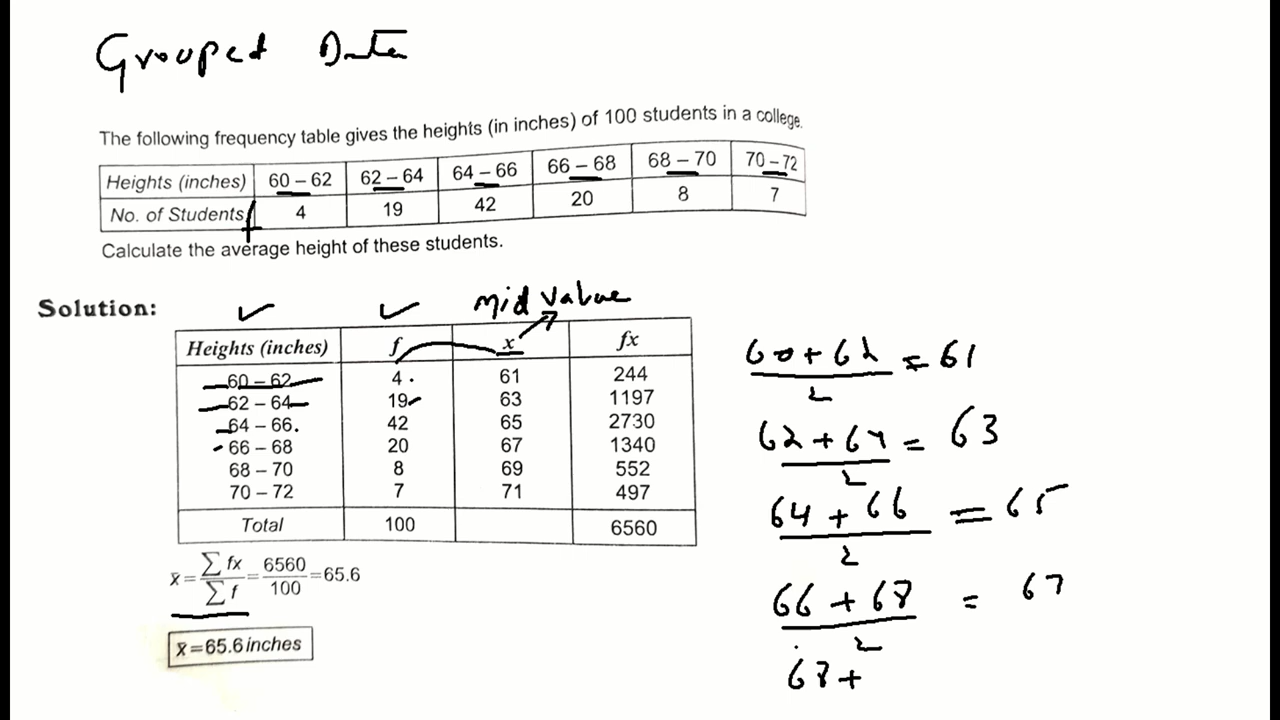 Grouped Data
The following frequency table gives the heights (in inches) of 100 students in a college.
Heights (inches) 60 – 62 62 – 64 64 – 66 66 – 68 68 – 70 70 – 72
No. of Students f 4 19 42 20 8 7
Calculate the average height of these students.
Solution:
mid value
Heights (inches) f x fx
60 – 62 4 61 244
62 – 64 19 63 1197
64 – 66 42 65 2730
66 – 68 20 67 1340
68 – 70 8 69 552
70 – 72 7 71 497
Total 100 6560
x̄ = ∑ fx / ∑ f = 6560 / 100 = 65.6
x̄ = 65.6 inches
60 + 62 / 2 = 61
62 + 64 / 2 = 63
64 + 66 / 2 = 65
66 + 68 / 2 = 67
68 +